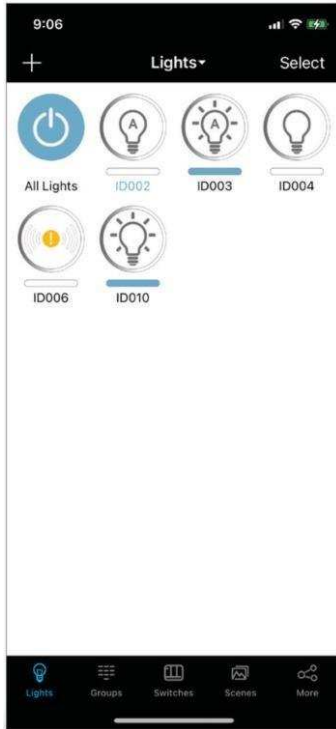 9:06
Lights
Select
A
A
All Lights
ID002
ID003
ID004
ID006
ID010
Lights
Groups
Switches
Scenes
More